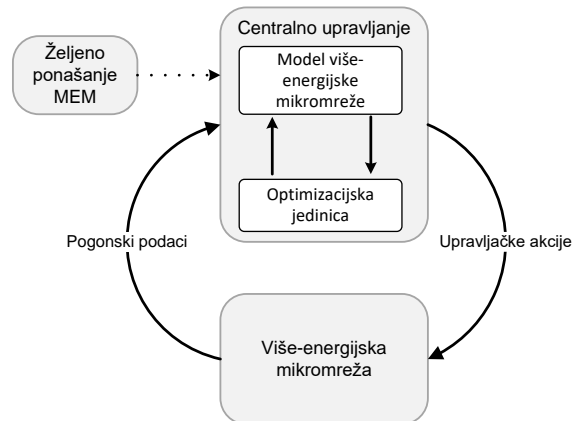 Centralno upravljanje
Željeno
ponašanje
MEM
Model više-
energijske
mikromreže
Optimizacijska
jedinica
Pogonski podaci
Upravljačke akcije
Više-energijska
mikromreža